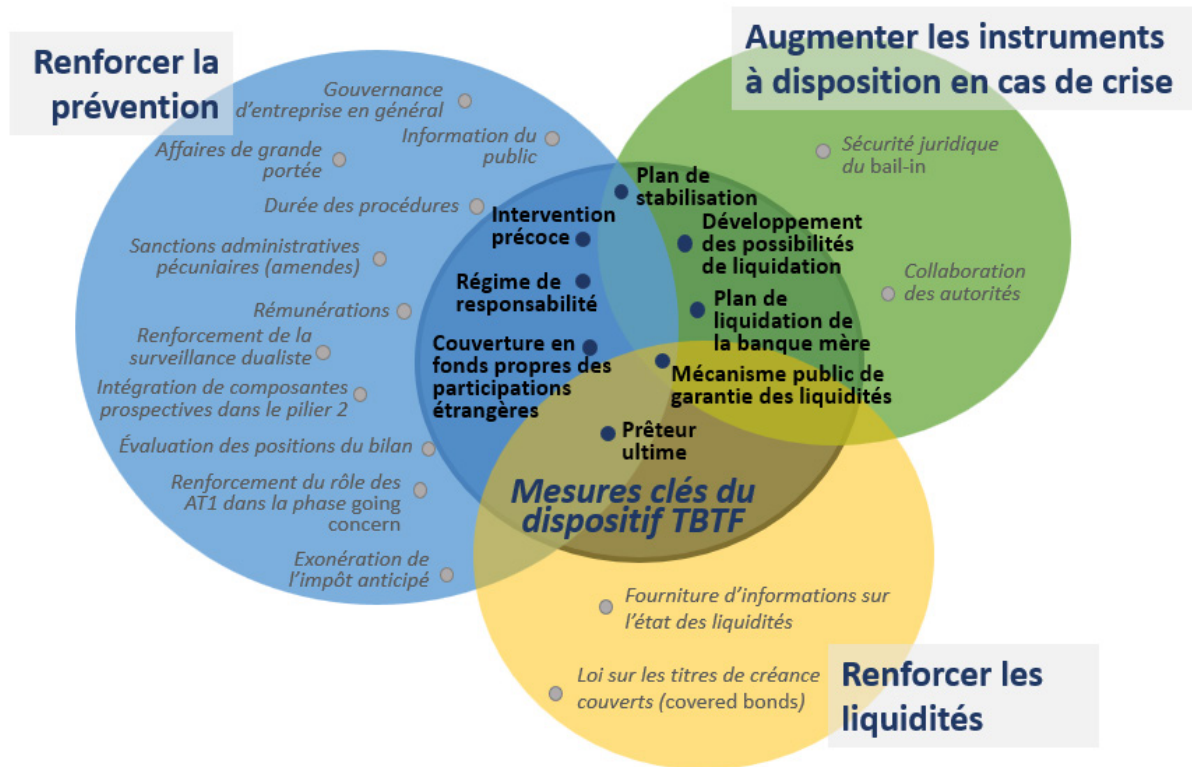 Renforcer la
prévention
Augmenter les instruments
à disposition en cas de crise
Gouvernance
d'entreprise en général
Information du
public
Affaires de grande
portée
Durée des procédures
Sanctions administratives
pécuniaires (amendes)
Rémunérations
Renforcement de la
surveillance dualiste
Intégration de composantes
prospectives dans le pilier 2
Évaluation des positions du bilan
Renforcement du rôle des
AT1 dans la phase going
concern
Exonération de
l'impôt anticipé
Intervention
précoce
Régime de
responsabilité
Couverture en
fonds propres des
participations
étrangères
Plan de
stabilisation
Développement
des possibilités
de liquidation
Plan de
liquidation de
la banque mère
Mécanisme public de
garantie des liquidités
Prêteur
ultime
Mesures clés du
dispositif TBTF
Sécurité juridique
du bail-in
Collaboration
des autorités
Fourniture d'informations sur
l'état des liquidités
Loi sur les titres de créance
couverts (covered bonds)
Renforcer les
liquidités